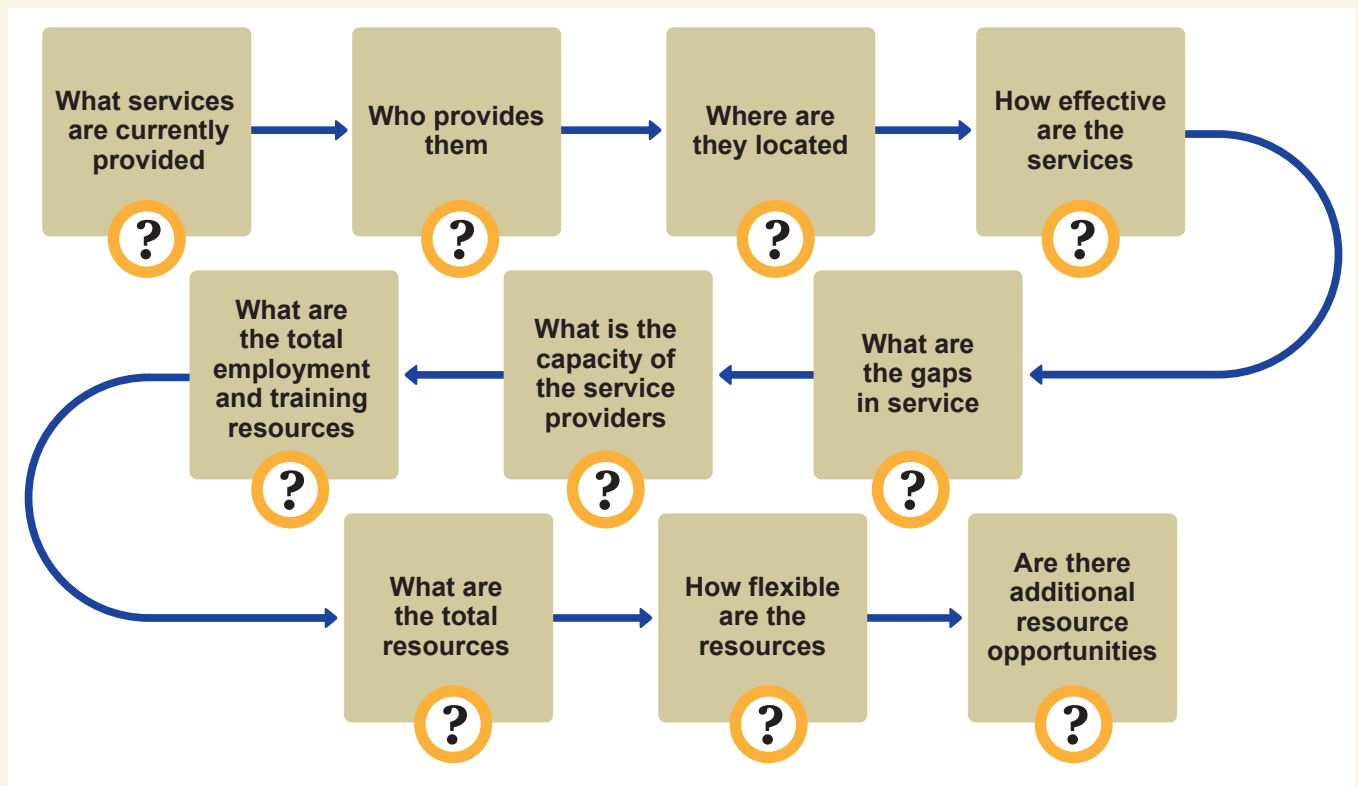 What services
are currently
provided
?
Who provides
them
?
Where are
they located
?
How effective
are the
services
?
What are
the gaps
in service
?
What is the
capacity of
the service
providers
?
What are
the total
employment
and training
resources
?
What are
the total
resources
?
How flexible
are the
resources
?
Are there
additional
resource
opportunities
?